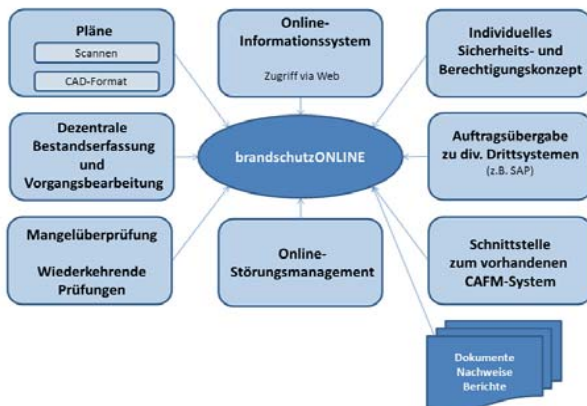 Pläne
Scannen
CAD-Format
Online-
Informationssystem
Zugriff via Web
Individuelles
Sicherheits- und
Berechtigungskonzept
Dezentrale
Bestandserfassung
und
Vorgangsbearbeitung
brandschutzONLINE
Auftragsübergabe
zu div. Drittsystemen
(z.B. SAP)
Mangelüberprüfung
Wiederkehrende
Prüfungen
Online-
Störungsmanagement
Schnittstelle
zum vorhandenen
CAFM-System
Dokumente
Nachweise
Berichte